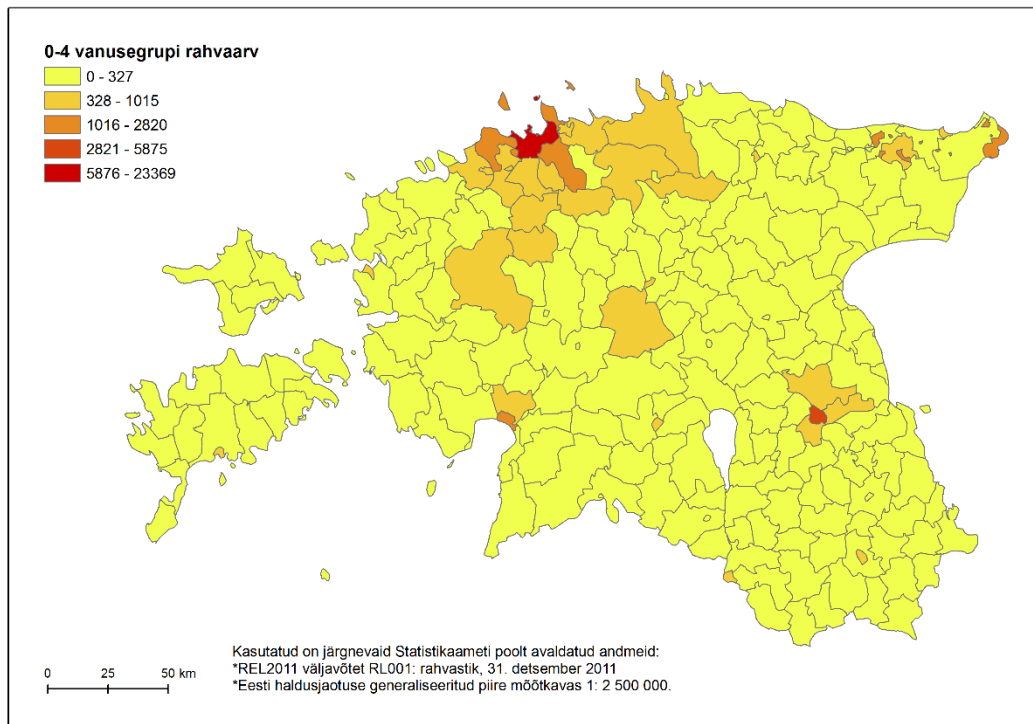 0-4 vanusegrupi rahvaarv
0 - 327
328 - 1015
1016 - 2820
2821 - 5875
5876 - 23369
Kasutatud on järgnevaid Statistikaameti poolt avaldatud andmeid:
*REL2011 väljavõtet RL001: rahvastik, 31. detsember 2011
*Eesti haldusjaotuse generaliseeritud piire mõõtkavas 1: 2 500 000.
0 25 50 km